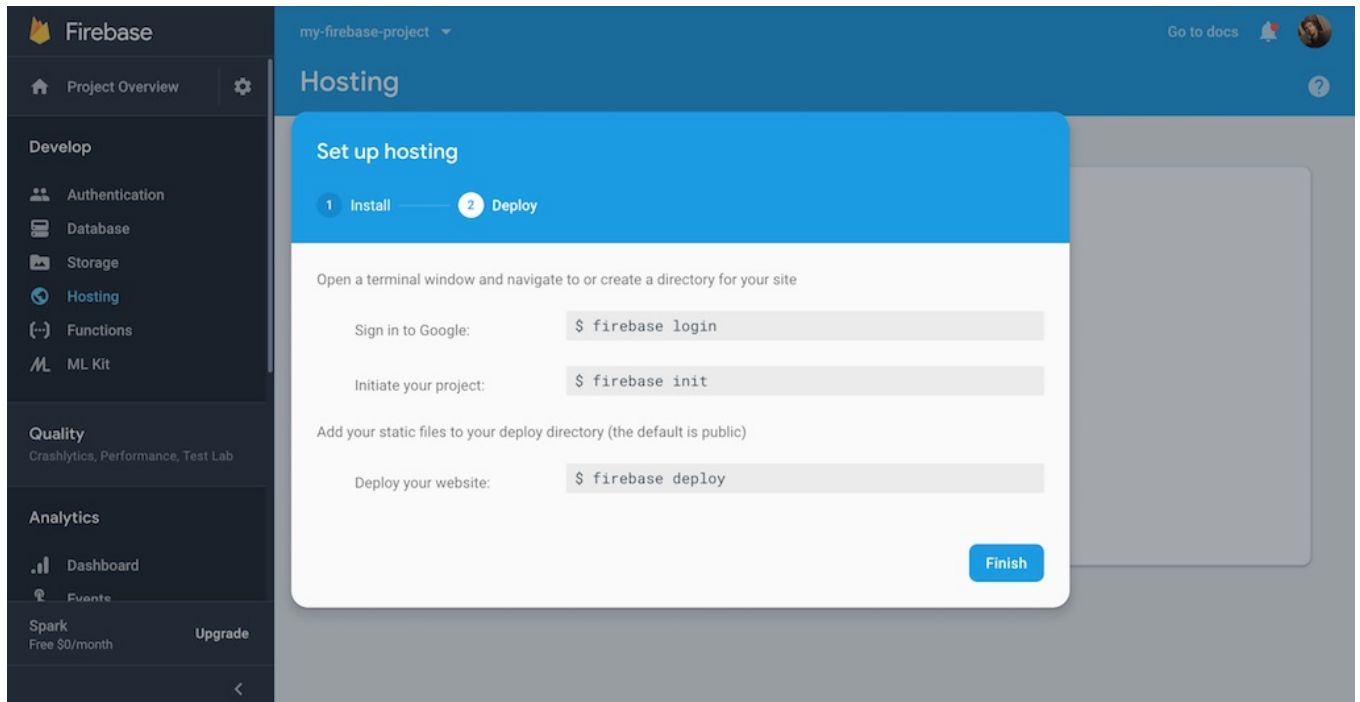 Firebase
Project Overview
Develop
Authentication
Database
Storage
Hosting
Functions
ML Kit
Quality
Crashlytics, Performance, Test Lab
Analytics
Dashboard
Events
Spark
Free $0/month
Upgrade
my-firebase-project
Go to docs
Hosting
Set up hosting
1 Install 2 Deploy
Open a terminal window and navigate to or create a directory for your site
Sign in to Google: $ firebase login
Initiate your project: $ firebase init
Add your static files to your deploy directory (the default is public)
Deploy your website: $ firebase deploy
Finish